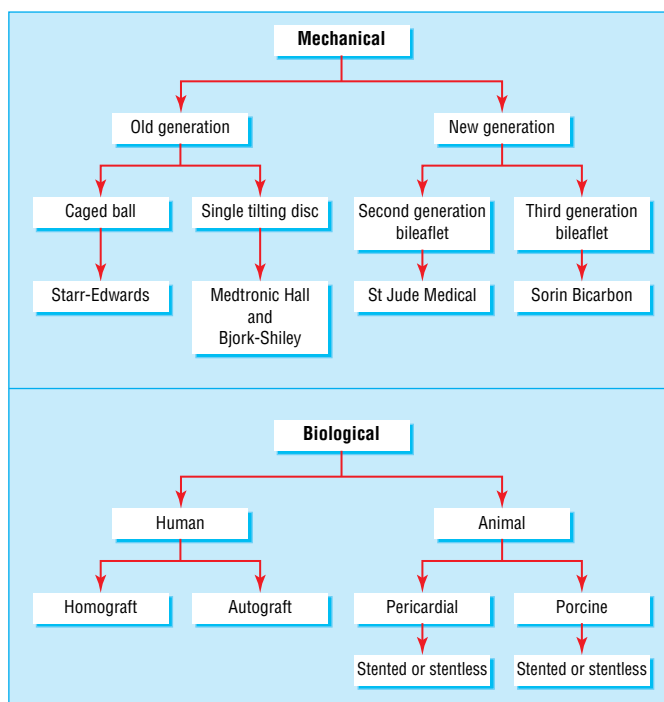 Mechanical
Old generation
New generation
Caged ball
Single tilting disc
Second generation
bileaflet
Third generation
bileaflet
Starr-Edwards
Medtronic Hall
and
Bjork-Shiley
St Jude Medical
Sorin Bicarbon
Biological
Human
Animal
Homograft
Autograft
Pericardial
Porcine
Stented or stentless
Stented or stentless